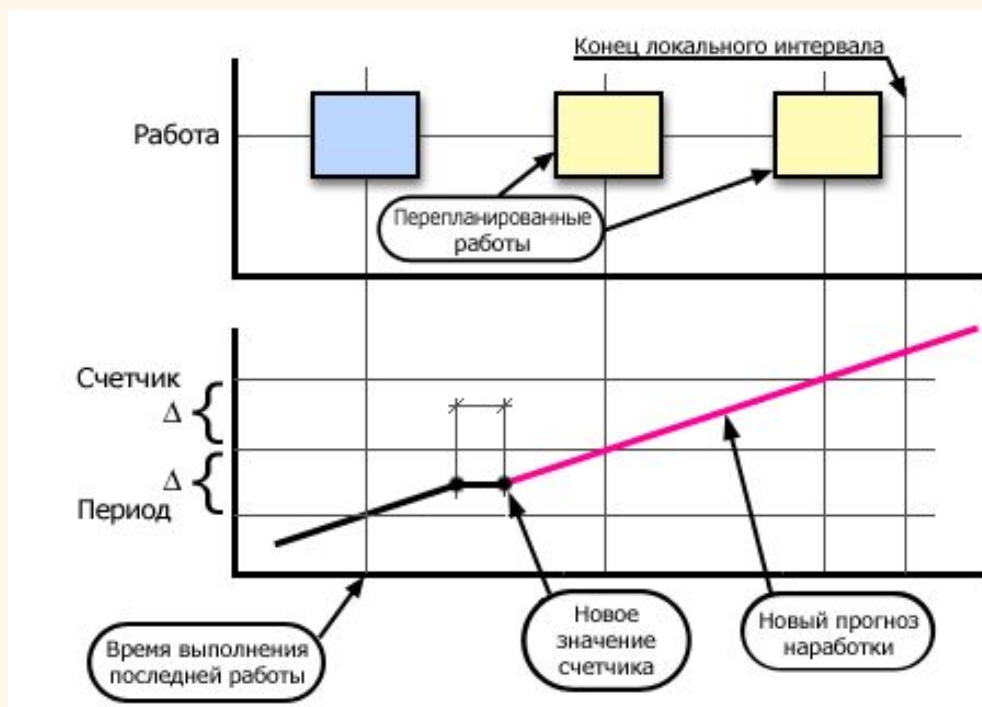 Конец локального интервала
Работа
Перепланированные
работы
Счетчик
Δ
Δ
Период
Время выполнения
последней работы
Новое
значение
счетчика
Новый прогноз
наработки